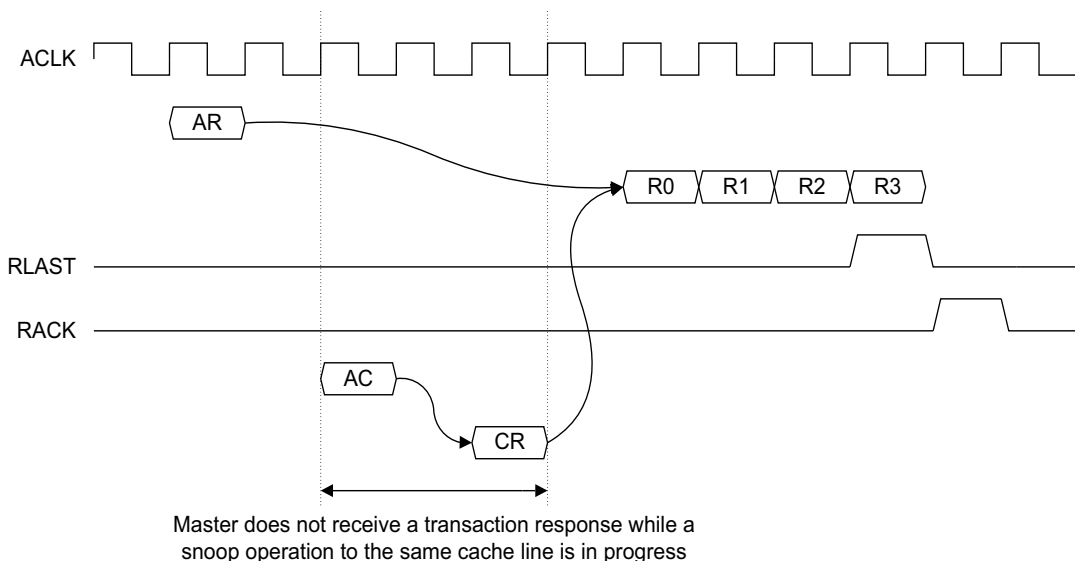 ACLK
AR
R0 R1 R2 R3
RLAST
RACK
AC
CR
Master does not receive a transaction response while a
snoop operation to the same cache line is in progress